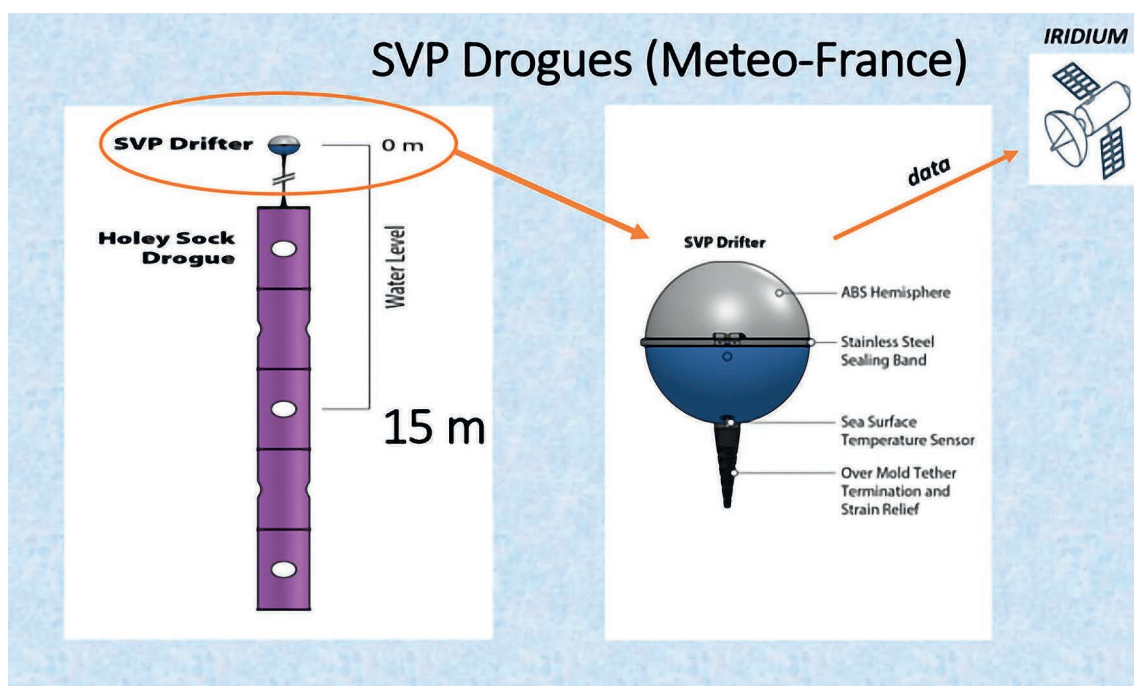 SVP Drogues (Meteo-France)
IRIDIUM
SVP Drifter
0 m
Holey Sock
Drogue
Water Level
15 m
data
SVP Drifter
ABS Hemisphere
Stainless Steel
Sealing Band
Sea Surface
Temperature Sensor
Over Mold Tether
Termination and
Strain Relief